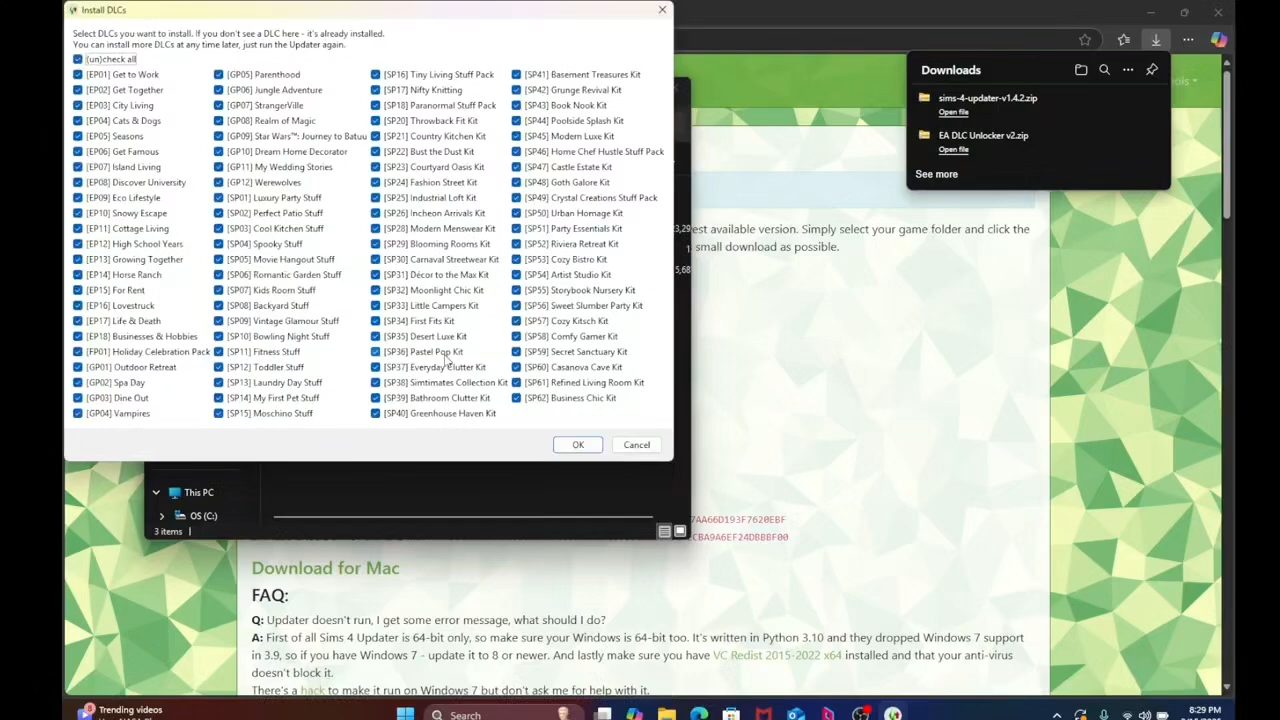 Install DLCs
Select DLCs you want to install. If you don't see a DLC here - it's already installed.
You can install more DLCs at any time later, just run the Updater again.
(un)check all
[EP01] Get to Work
[EP02] Get Together
[EP03] City Living
[EP04] Cats & Dogs
[EP05] Seasons
[EP06] Get Famous
[EP07] Island Living
[EP08] Discover University
[EP09] Eco Lifestyle
[EP10] Snowy Escape
[EP11] Cottage Living
[EP12] High School Years
[EP13] Growing Together
[EP14] Horse Ranch
[EP15] For Rent
[EP16] Lovestruck
[EP17] Life & Death
[EP18] Businesses & Hobbies
[FP01] Holiday Celebration Pack
[GP01] Outdoor Retreat
[GP02] Spa Day
[GP03] Dine Out
[GP04] Vampires
[GP05] Parenthood
[GP06] Jungle Adventure
[GP07] StrangerVille
[GP08] Realm of Magic
[GP09] Star Wars™: Journey to Batuu
[GP10] Dream Home Decorator
[GP11] My Wedding Stories
[GP12] Werewolves
[SP01] Luxury Party Stuff
[SP02] Perfect Patio Stuff
[SP03] Cool Kitchen Stuff
[SP04] Spooky Stuff
[SP05] Movie Hangout Stuff
[SP06] Romantic Garden Stuff
[SP07] Kids Room Stuff
[SP08] Backyard Stuff
[SP09] Vintage Glamour Stuff
[SP10] Bowling Night Stuff
[SP11] Fitness Stuff
[SP12] Toddler Stuff
[SP13] Laundry Day Stuff
[SP14] My First Pet Stuff
[SP15] Moschino Stuff
[SP16] Tiny Living Stuff Pack
[SP17] Nifty Knitting
[SP18] Paranormal Stuff Pack
[SP20] Throwback Fit Kit
[SP21] Country Kitchen Kit
[SP22] Bust the Dust Kit
[SP23] Courtyard Oasis Kit
[SP24] Fashion Street Kit
[SP25] Industrial Loft Kit
[SP26] Incheon Arrivals Kit
[SP28] Modern Menswear Kit
[SP29] Blooming Rooms Kit
[SP30] Carnaval Streetwear Kit
[SP31] Décor to the Max Kit
[SP32] Moonlight Chic Kit
[SP33] Little Campers Kit
[SP34] First Fits Kit
[SP35] Desert Luxe Kit
[SP36] Pastel Pop Kit
[SP37] Everyday Clutter Kit
[SP38] Simtimates Collection Kit
[SP39] Bathroom Clutter Kit
[SP40] Greenhouse Haven Kit
[SP41] Basement Treasures Kit
[SP42] Grunge Revival Kit
[SP43] Book Nook Kit
[SP44] Poolside Splash Kit
[SP45] Modern Luxe Kit
[SP46] Home Chef Hustle Stuff Pack
[SP47] Castle Estate Kit
[SP48] Goth Galore Kit
[SP49] Crystal Creations Stuff Pack
[SP50] Urban Homage Kit
[SP51] Party Essentials Kit
[SP52] Riviera Retreat Kit
[SP53] Cozy Bistro Kit
[SP54] Artist Studio Kit
[SP55] Storybook Nursery Kit
[SP56] Sweet Slumber Party Kit
[SP57] Cozy Kitsch Kit
[SP58] Comfy Gamer Kit
[SP59] Secret Sanctuary Kit
[SP60] Casanova Cave Kit
[SP61] Refined Living Room Kit
[SP62] Business Chic Kit
OK
Cancel
Downloads
sims-4-updater-v1.4.2.zip
Open file
EA DLC Unlocker v2.zip
Open file
See more
est available version. Simply select your game folder and click the
small download as possible.
This PC
OS (C:)
3 items
7AA66D193F7620EBF
CBA9A6EF24DBBBF00
Download for Mac
FAQ:
Q: Updater doesn't run, I get some error message, what should I do?
A: First of all Sims 4 Updater is 64-bit only, so make sure your Windows is 64-bit too. It's written in Python 3.10 and they dropped Windows 7 support
in 3.9, so if you have Windows 7 - update it to 8 or newer. And lastly make sure you have VC Redist 2015-2022 x64 installed and that your anti-virus
doesn't block it.
There's a hack to make it run on Windows 7 but don't ask me for help with it.
Trending videos
Search
8:29 PM